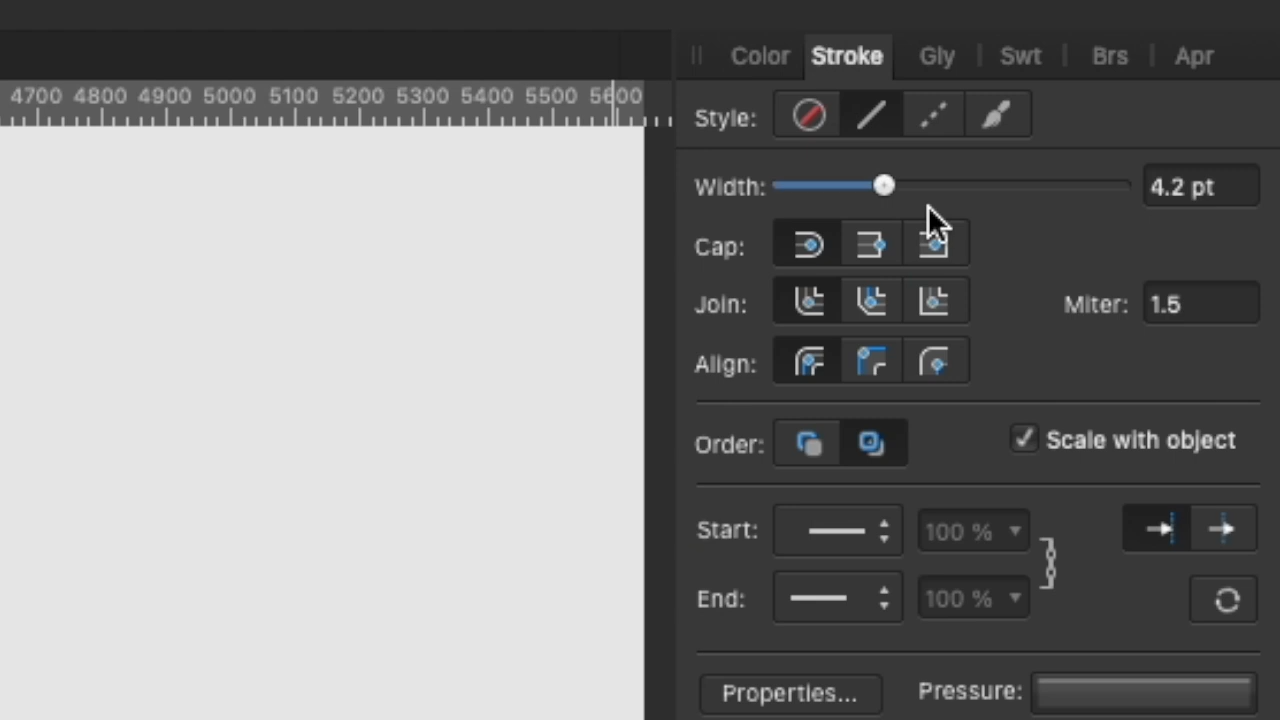 Color Stroke Gly Swt Brs Apr
4700 4800 4900 5000 5100 5200 5300 5400 5500 5600
Style:
Width: 4.2 pt
Cap:
Join: Miter: 1.5
Align:
Order: Scale with object
Start: 100 %
End: 100 %
Properties... Pressure: